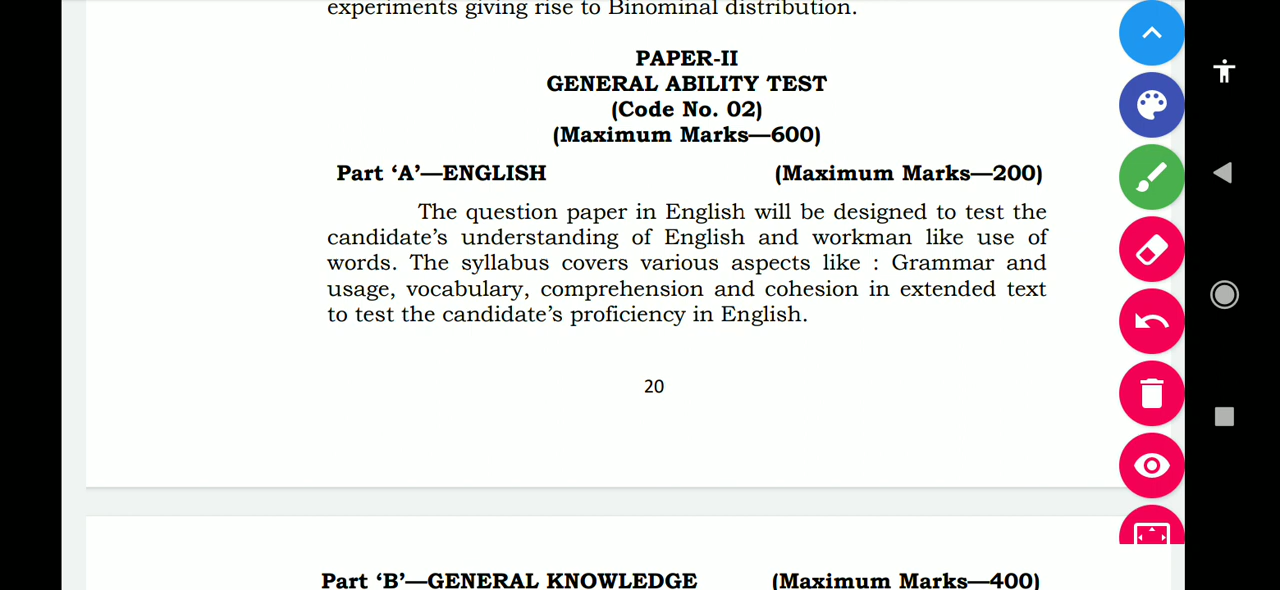 experiments giving rise to Binominal distribution.
PAPER-II
GENERAL ABILITY TEST
(Code No. 02)
(Maximum Marks—600)
Part ‘A’—ENGLISH (Maximum Marks—200)
The question paper in English will be designed to test the
candidate’s understanding of English and workman like use of
words. The syllabus covers various aspects like : Grammar and
usage, vocabulary, comprehension and cohesion in extended text
to test the candidate’s proficiency in English.
20
Part ‘B’—GENERAL KNOWLEDGE (Maximum Marks—400)